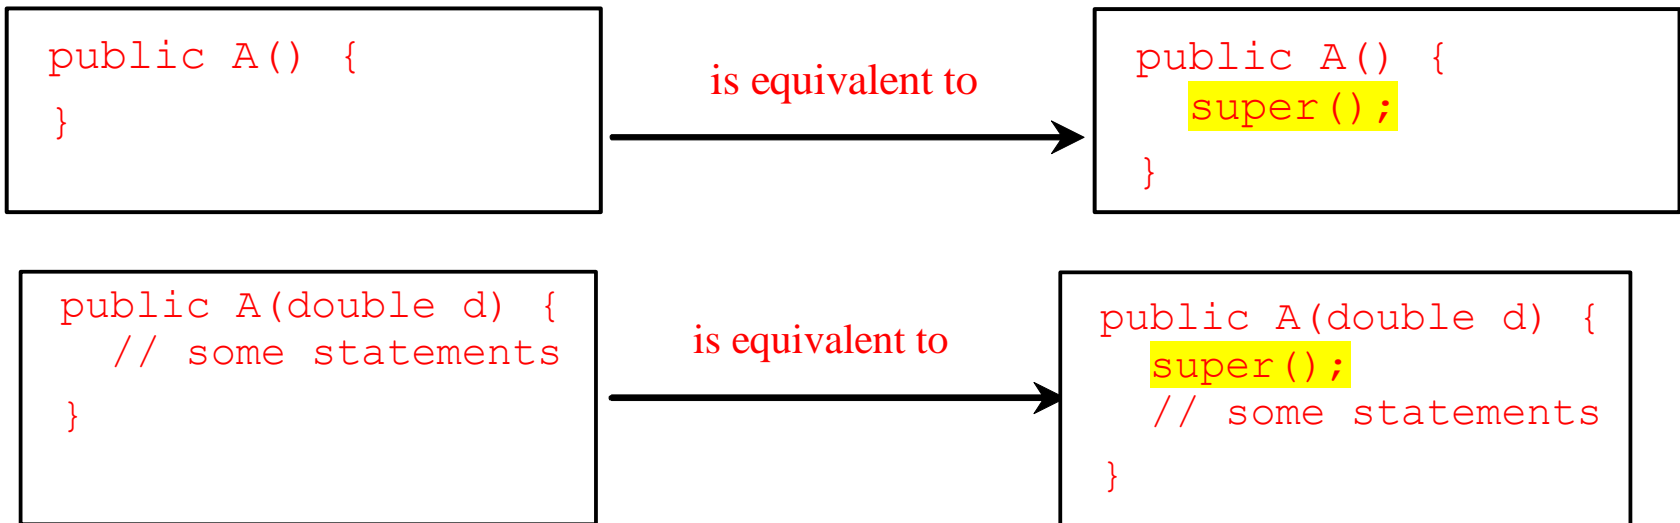 public A() {
}
is equivalent to
public A() {
super();
}
public A(double d) {
// some statements
}
is equivalent to
public A(double d) {
super();
// some statements
}